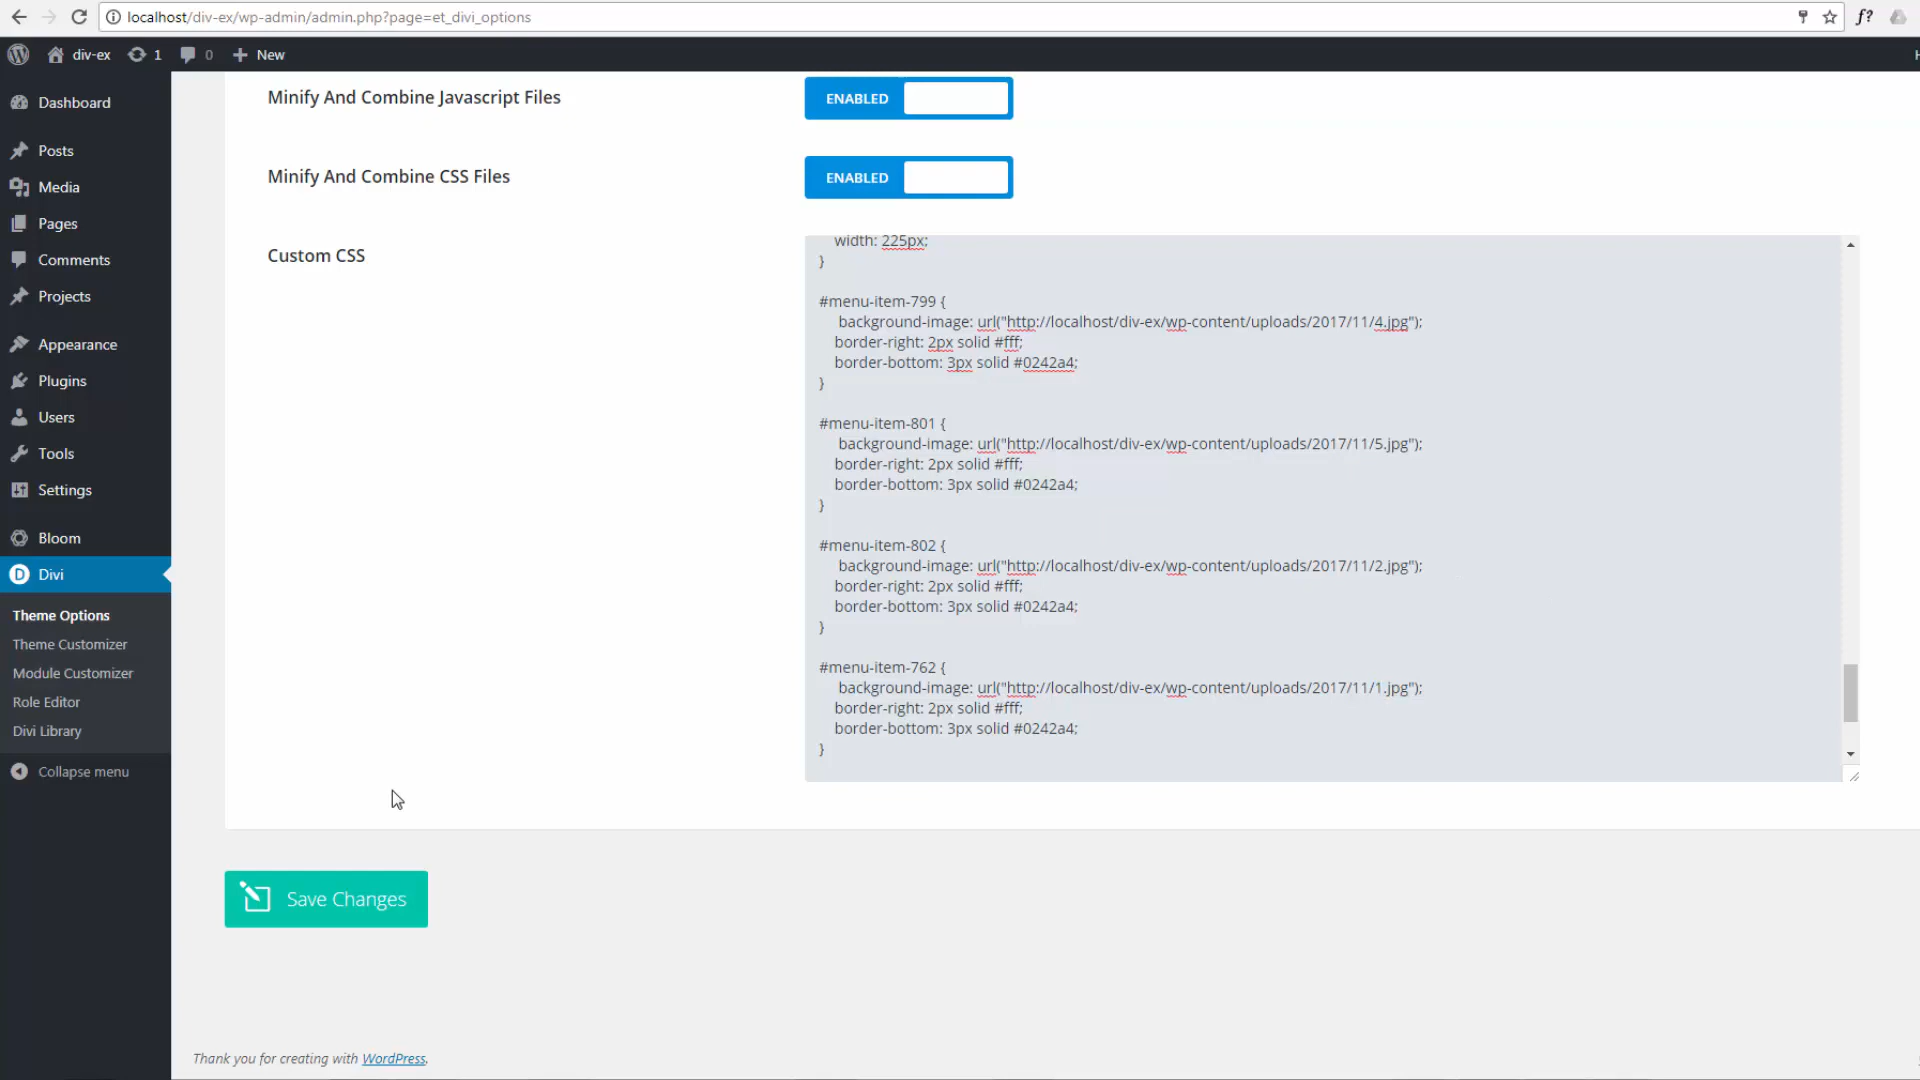 localhost/div-ex/wp-admin/admin.php?page=et_divi_options
f?
div-ex
1
0
New
H
Dashboard
Posts
Media
Pages
Comments
Projects
Appearance
Plugins
Users
Tools
Settings
Bloom
D
Divi
Theme Options
Theme Customizer
Module Customizer
Role Editor
Divi Library
Collapse menu
Minify And Combine Javascript Files
ENABLED
Minify And Combine CSS Files
ENABLED
Custom CSS
width: 225px;
}
#menu-item-799 {
background-image: url("http://localhost/div-ex/wp-content/uploads/2017/11/4.jpg");
border-right: 2px solid #fff;
border-bottom: 3px solid #0242a4;
}
#menu-item-801 {
background-image: url("http://localhost/div-ex/wp-content/uploads/2017/11/5.jpg");
border-right: 2px solid #fff;
border-bottom: 3px solid #0242a4;
}
#menu-item-802 {
background-image: url("http://localhost/div-ex/wp-content/uploads/2017/11/2.jpg");
border-right: 2px solid #fff;
border-bottom: 3px solid #0242a4;
}
#menu-item-762 {
background-image: url("http://localhost/div-ex/wp-content/uploads/2017/11/1.jpg");
border-right: 2px solid #fff;
border-bottom: 3px solid #0242a4;
}
Save Changes
Thank you for creating with WordPress.